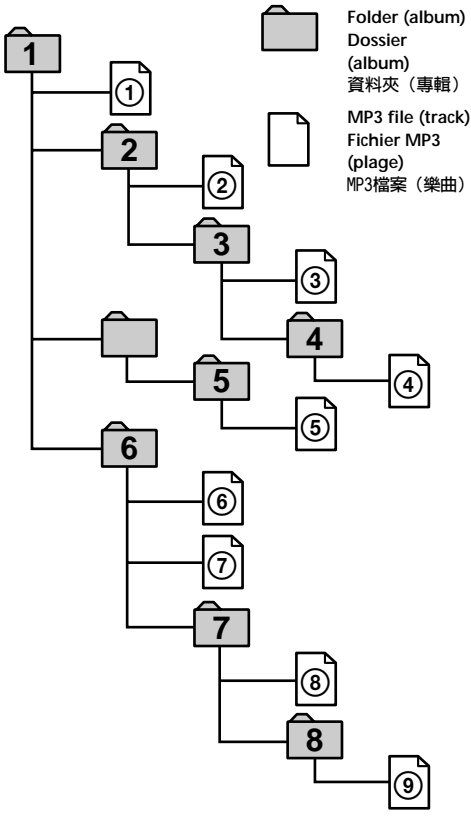 Folder (album)
Dossier
(album)
資料夾（專輯）
MP3 file (track)
Fichier MP3
(plage)
MP3檔案（樂曲）
1
①
2
②
3
③
4
④
5
⑤
6
⑥
⑦
7
⑧
8
⑨